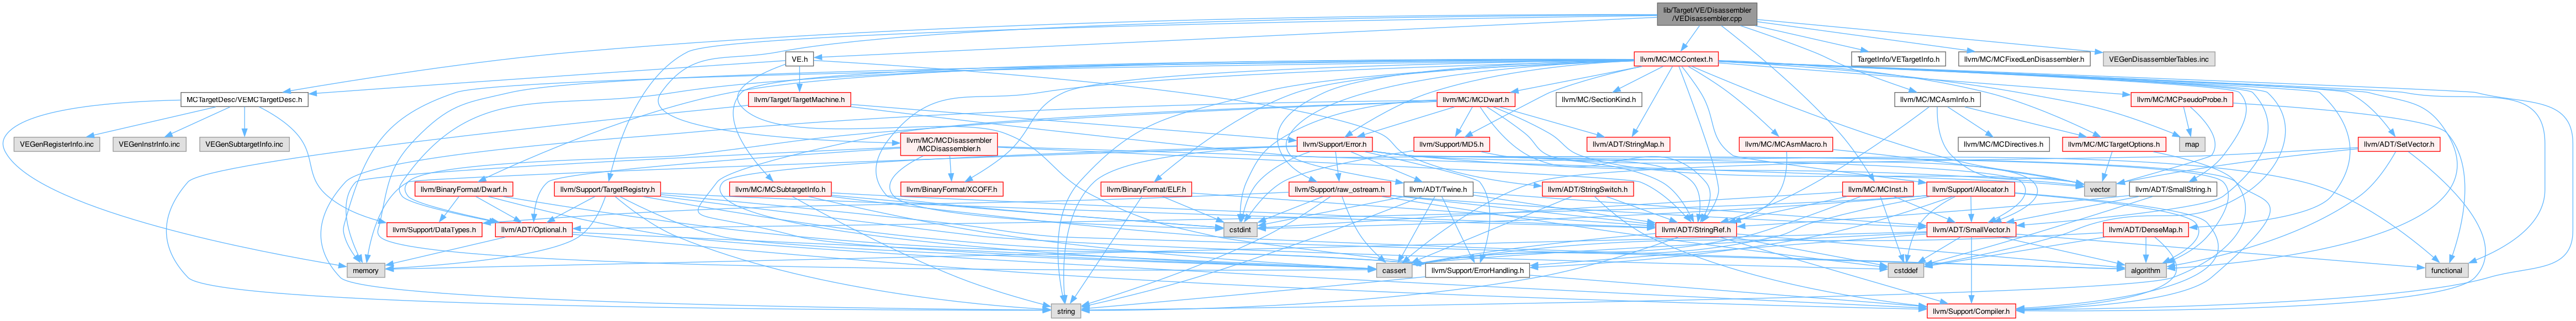 lib/Target/VE/Disassembler
/VEDisassembler.cpp
VE.h
llvm/MC/MCContext.h
TargetInfo/VETargetInfo.h
llvm/MC/MCFixedLenDisassembler.h
VEGenDisassemblerTables.inc
MCTargetDesc/VEMCTargetDesc.h
llvm/Target/TargetMachine.h
llvm/MC/MCDwarf.h
llvm/MC/SectionKind.h
llvm/MC/MCAsmInfo.h
llvm/MC/MCPseudoProbe.h
VEGenRegisterInfo.inc
VEGenInstrInfo.inc
VEGenSubtargetInfo.inc
llvm/MC/MCDisassembler
/MCDisassembler.h
llvm/Support/Error.h
llvm/Support/MD5.h
llvm/ADT/StringMap.h
llvm/MC/MCAsmMacro.h
llvm/MC/MCDirectives.h
llvm/MC/MCTargetOptions.h
map
llvm/ADT/SetVector.h
llvm/BinaryFormat/Dwarf.h
llvm/Support/TargetRegistry.h
llvm/MC/MCSubtargetInfo.h
llvm/BinaryFormat/XCOFF.h
llvm/BinaryFormat/ELF.h
llvm/Support/raw_ostream.h
llvm/ADT/Twine.h
llvm/ADT/StringSwitch.h
llvm/MC/MCInst.h
llvm/Support/Allocator.h
vector
llvm/ADT/SmallString.h
llvm/Support/DataTypes.h
llvm/ADT/Optional.h
cstdint
llvm/ADT/StringRef.h
llvm/ADT/SmallVector.h
llvm/ADT/DenseMap.h
memory
cassert
llvm/Support/ErrorHandling.h
cstddef
algorithm
functional
string
llvm/Support/Compiler.h